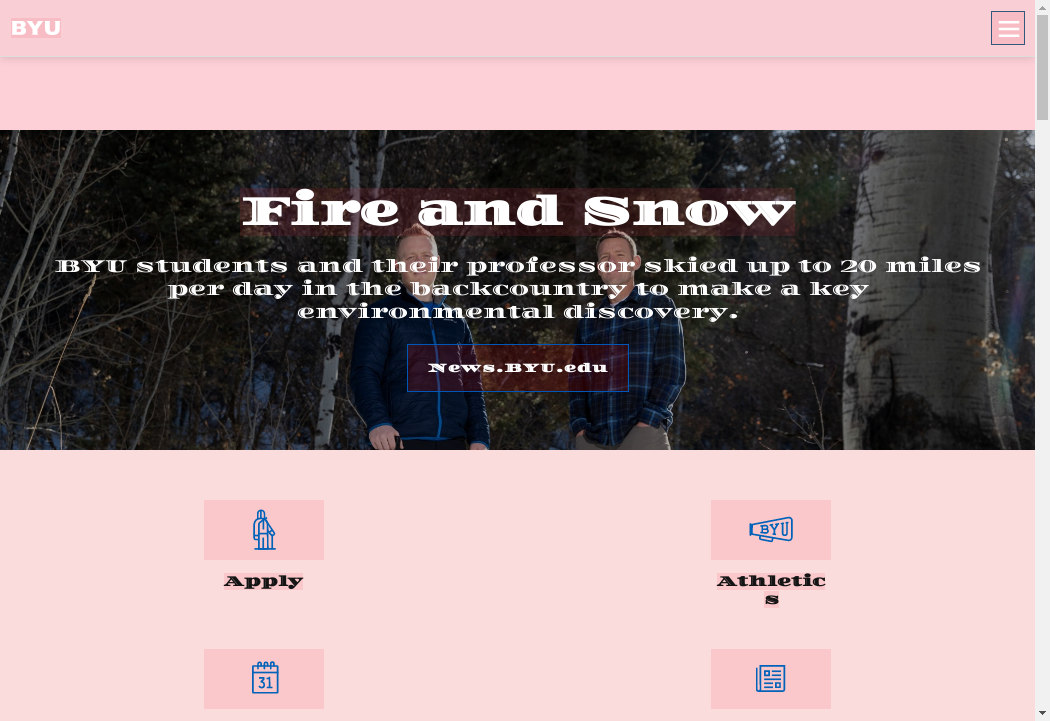 BYU
Fire and Snow
BYU students and their professor skied up to 20 miles
per day in the backcountry to make a key
environmental discovery.
News.BYU.edu
BYU
Apply
Athletic
s
31